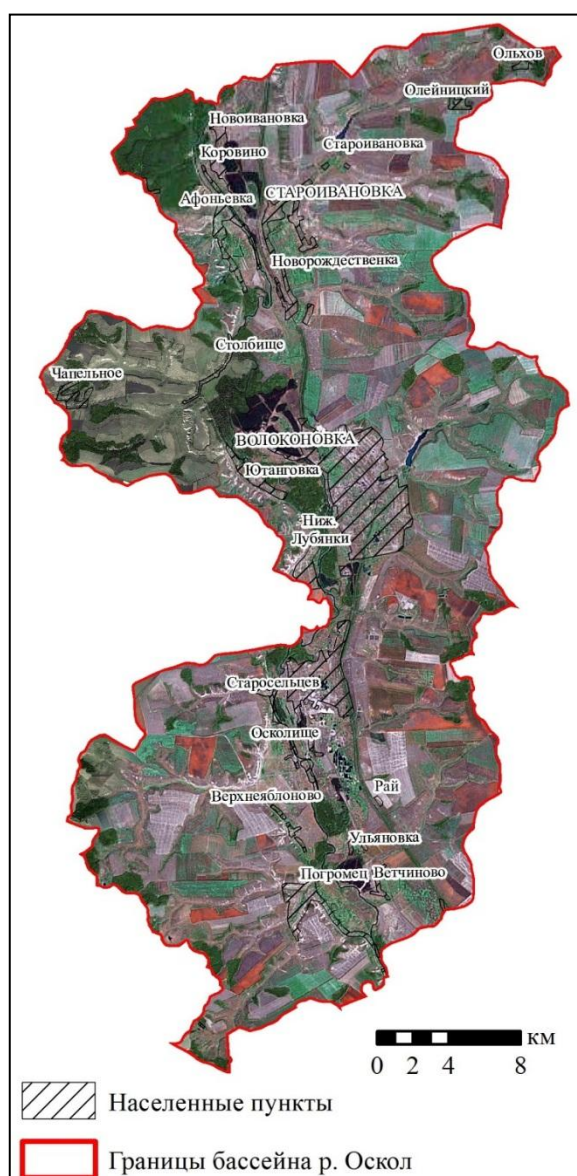 Ольхов
Олейницкий
Новоивановка
Староивановка
Коровино
Афоньевка
СТАРОИВАНОВКА
Новорождественка
Столбище
Чапельное
ВОЛОКОНОВКА
Ютановка
Ниж.
Лубянки
Старосельцев
Осколище
Рай
Верхнеяблоново
Ульяновка
Погромец
Ветчиново
км
0 2 4 8
Населенные пункты
Границы бассейна р. Оскол